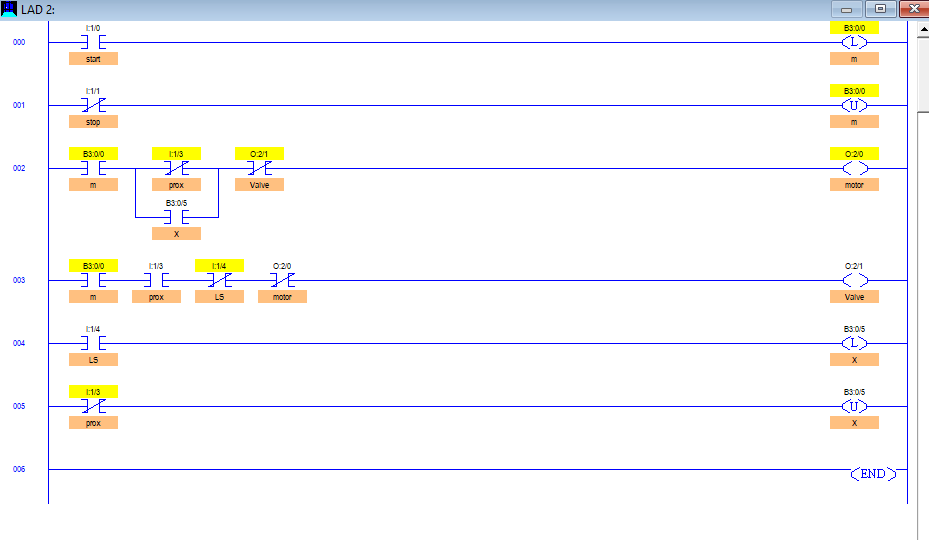 LAD 2:
I:1/0 B3:0/0
000 L
start m
I:1/1 B3:0/0
001 U
stop m
B3:0/0 I:1/3 O:2/1 O:2/0
002
m prox Valve motor
B3:0/5
X
B3:0/0 I:1/3 I:1/4 O:2/0 O:2/1
003
m prox LS motor Valve
I:1/4 B3:0/5
004 L
LS X
I:1/3 B3:0/5
005 U
prox X
006 END